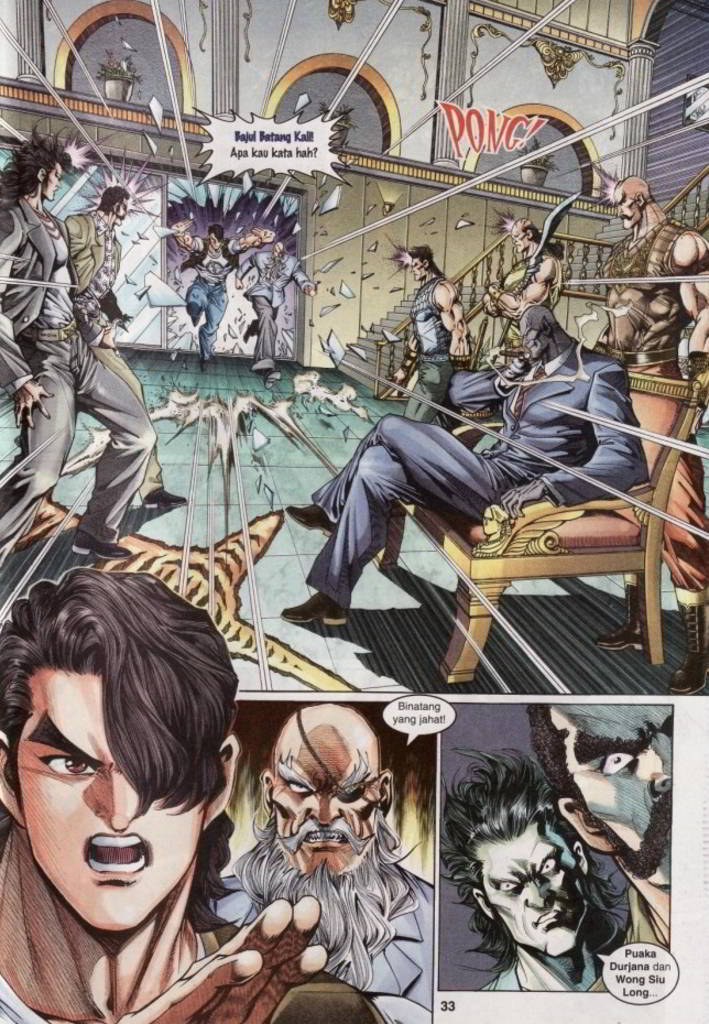 PONG!
Bajul Batang Kali!
Apa kau kata hah?
Binatang
yang jahat!
Puaka
Durjana dan
Wong Siu
Long...
33